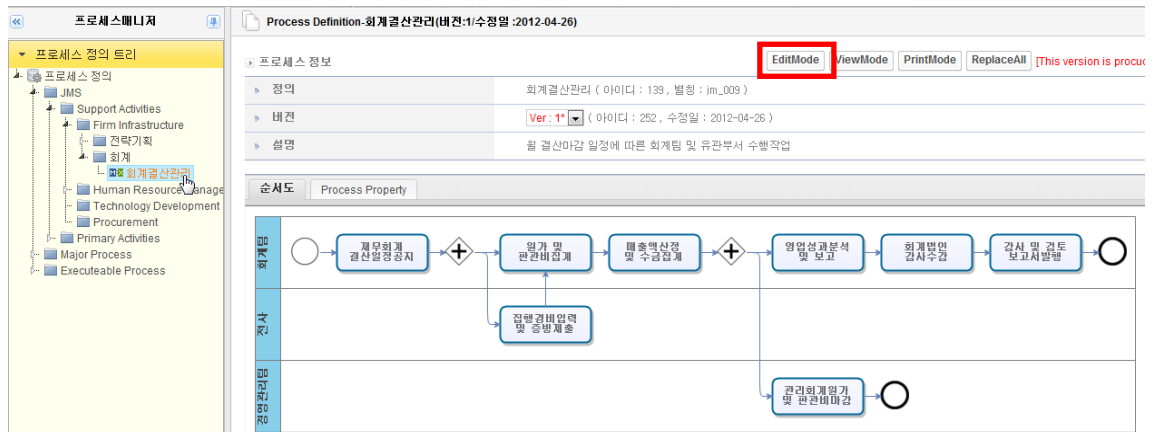 프로세스매니저
프로세스 정의 트리
프로세스 정의
JMS
Support Activities
Firm Infrastructure
전략기획
회계
회계결산관리
Human Resource Manage
Technology Development
Procurement
Primary Activities
Major Process
Executeable Process
Process Definition-회계결산관리(버전:1/수정일 :2012-04-26)
프로세스 정보
EditMode ViewMode PrintMode ReplaceAll [This version is procuc
정의 회계결산관리 ( 아이디 : 139 , 별칭 : jm_009 )
버전 Ver : 1* ( 아이디 : 252 , 수정일 : 2012-04-26 )
설명 월 결산마감 일정에 따른 회계팀 및 유관부서 수행작업
순서도 Process Property
회계팀
재무회계
결산일정공지
원가 및
판관비집계
매출액산정
및 수금집계
영업성과분석
및 보고
회계법인
감사수감
감사 및 검토
보고서발행
전사
집행경비입력
및 증빙제출
경영관리팀
관리회계원가
및 판관비마감